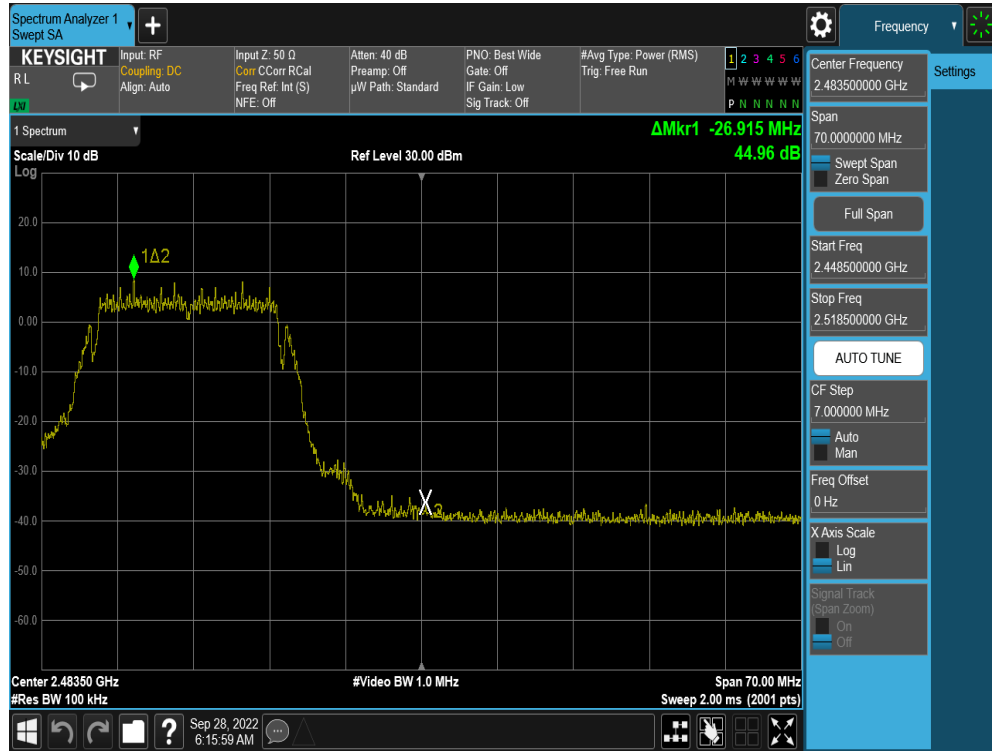 Spectrum Analyzer 1
Swept SA
+
Frequency
KEYSIGHT
R L
LXI
Input: RF
Coupling: DC
Align: Auto
Input Z: 50 Ω
Corr CCorr RCal
Freq Ref: Int (S)
NFE: Off
Atten: 40 dB
Preamp: Off
µW Path: Standard
PNO: Best Wide
Gate: Off
IF Gain: Low
Sig Track: Off
#Avg Type: Power (RMS)
Trig: Free Run
1 2 3 4 5 6
M W W W W W
P N N N N N
1 Spectrum
Scale/Div 10 dB
Log
Ref Level 30.00 dBm
ΔMkr1 -26.915 MHz
44.96 dB
20.0
10.0
0.00
-10.0
-20.0
-30.0
-40.0
-50.0
-60.0
1Δ2
X
Center 2.48350 GHz
#Res BW 100 kHz
#Video BW 1.0 MHz
Span 70.00 MHz
Sweep 2.00 ms (2001 pts)
Center Frequency
2.483500000 GHz
Span
70.0000000 MHz
Swept Span
Zero Span
Full Span
Start Freq
2.448500000 GHz
Stop Freq
2.518500000 GHz
AUTO TUNE
CF Step
7.000000 MHz
Auto
Man
Freq Offset
0 Hz
X Axis Scale
Log
Lin
Signal Track
(Span Zoom)
On
Off
Settings
?
Sep 28, 2022
6:15:59 AM